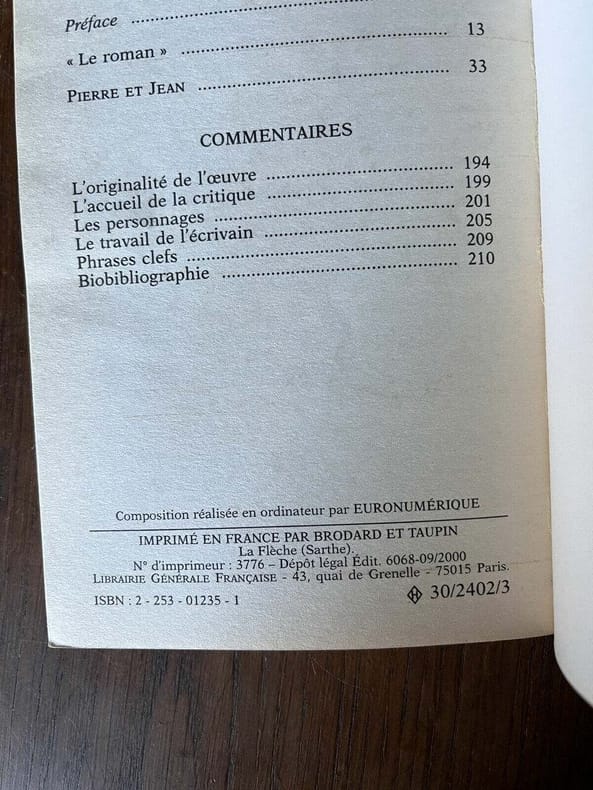 Préface ........................................
« Le roman » ........................................ 13
PIERRE ET JEAN ........................................ 33
COMMENTAIRES
L'originalité de l'œuvre ........................................ 194
L'accueil de la critique ........................................ 199
Les personnages ........................................ 201
Le travail de l'écrivain ........................................ 205
Phrases clefs ........................................ 209
Biobibliographie ........................................ 210
Composition réalisée en ordinateur par EURONUMÉRIQUE
IMPRIMÉ EN FRANCE PAR BRODARD ET TAUPIN
La Flèche (Sarthe).
N° d'imprimeur : 3776 – Dépôt légal Édit. 6068-09/2000
LIBRAIRIE GÉNÉRALE FRANÇAISE - 43, quai de Grenelle - 75015 Paris.
ISBN : 2 - 253 - 01235 - 1 30/2402/3